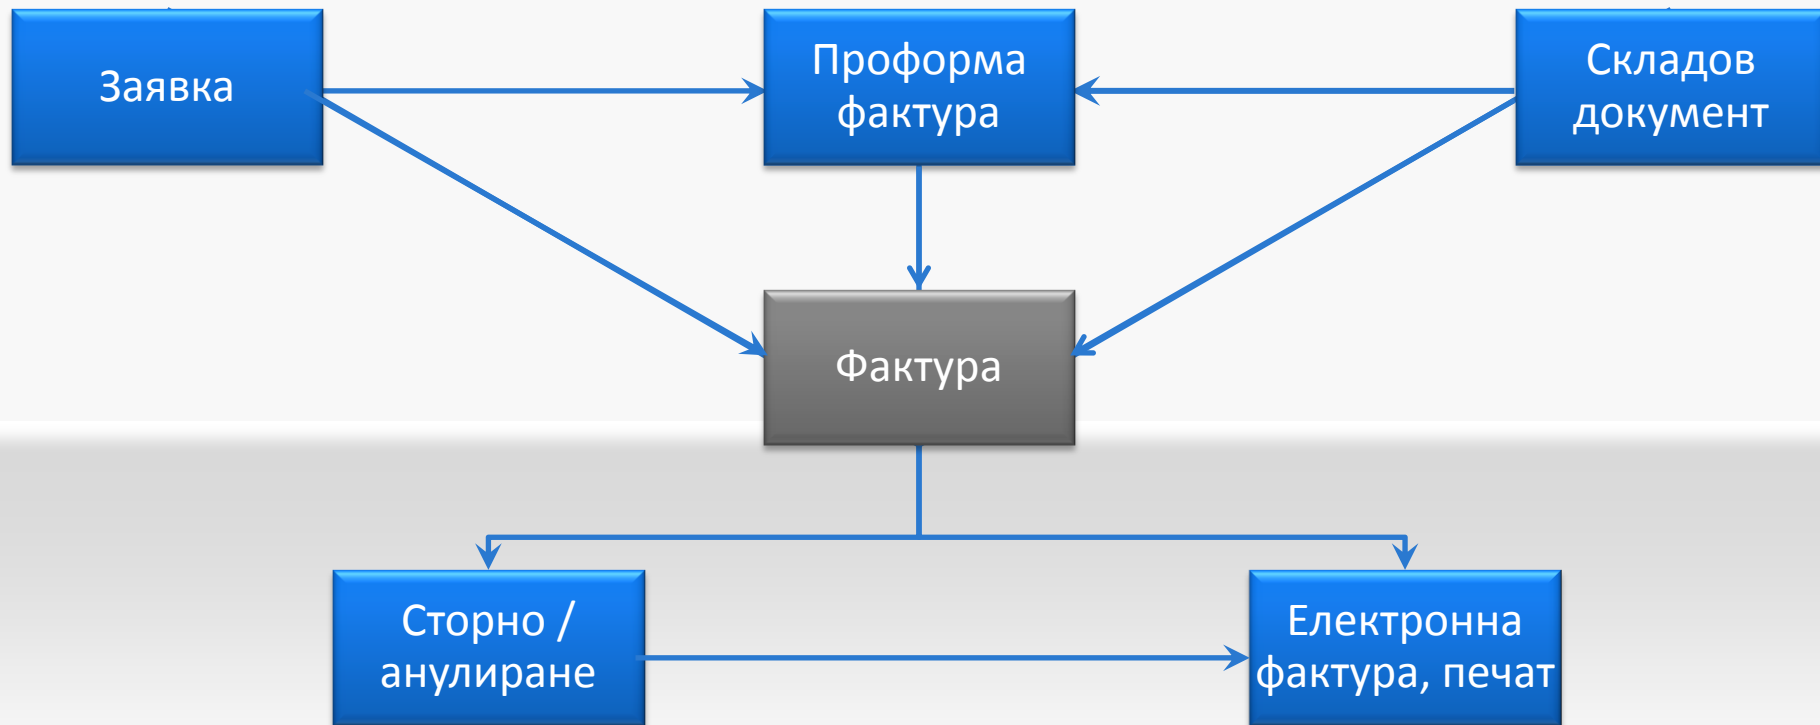 Заявка
Проформа
фактура
Складов
документ
Фактура
Сторно /
анулиране
Електронна
фактура, печат